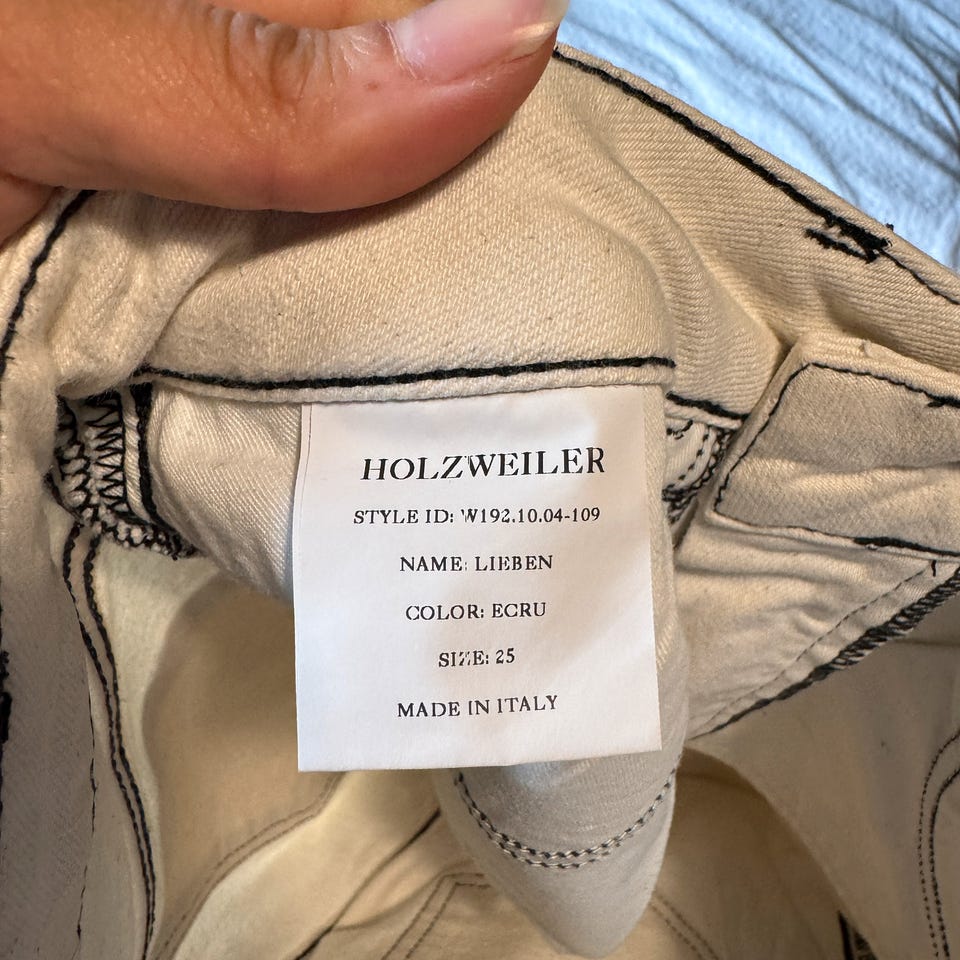 HOLZWEILER
STYLE ID: W192.10.04-109
NAME: LIEBEN
COLOR: ECRU
SIZE: 25
MADE IN ITALY